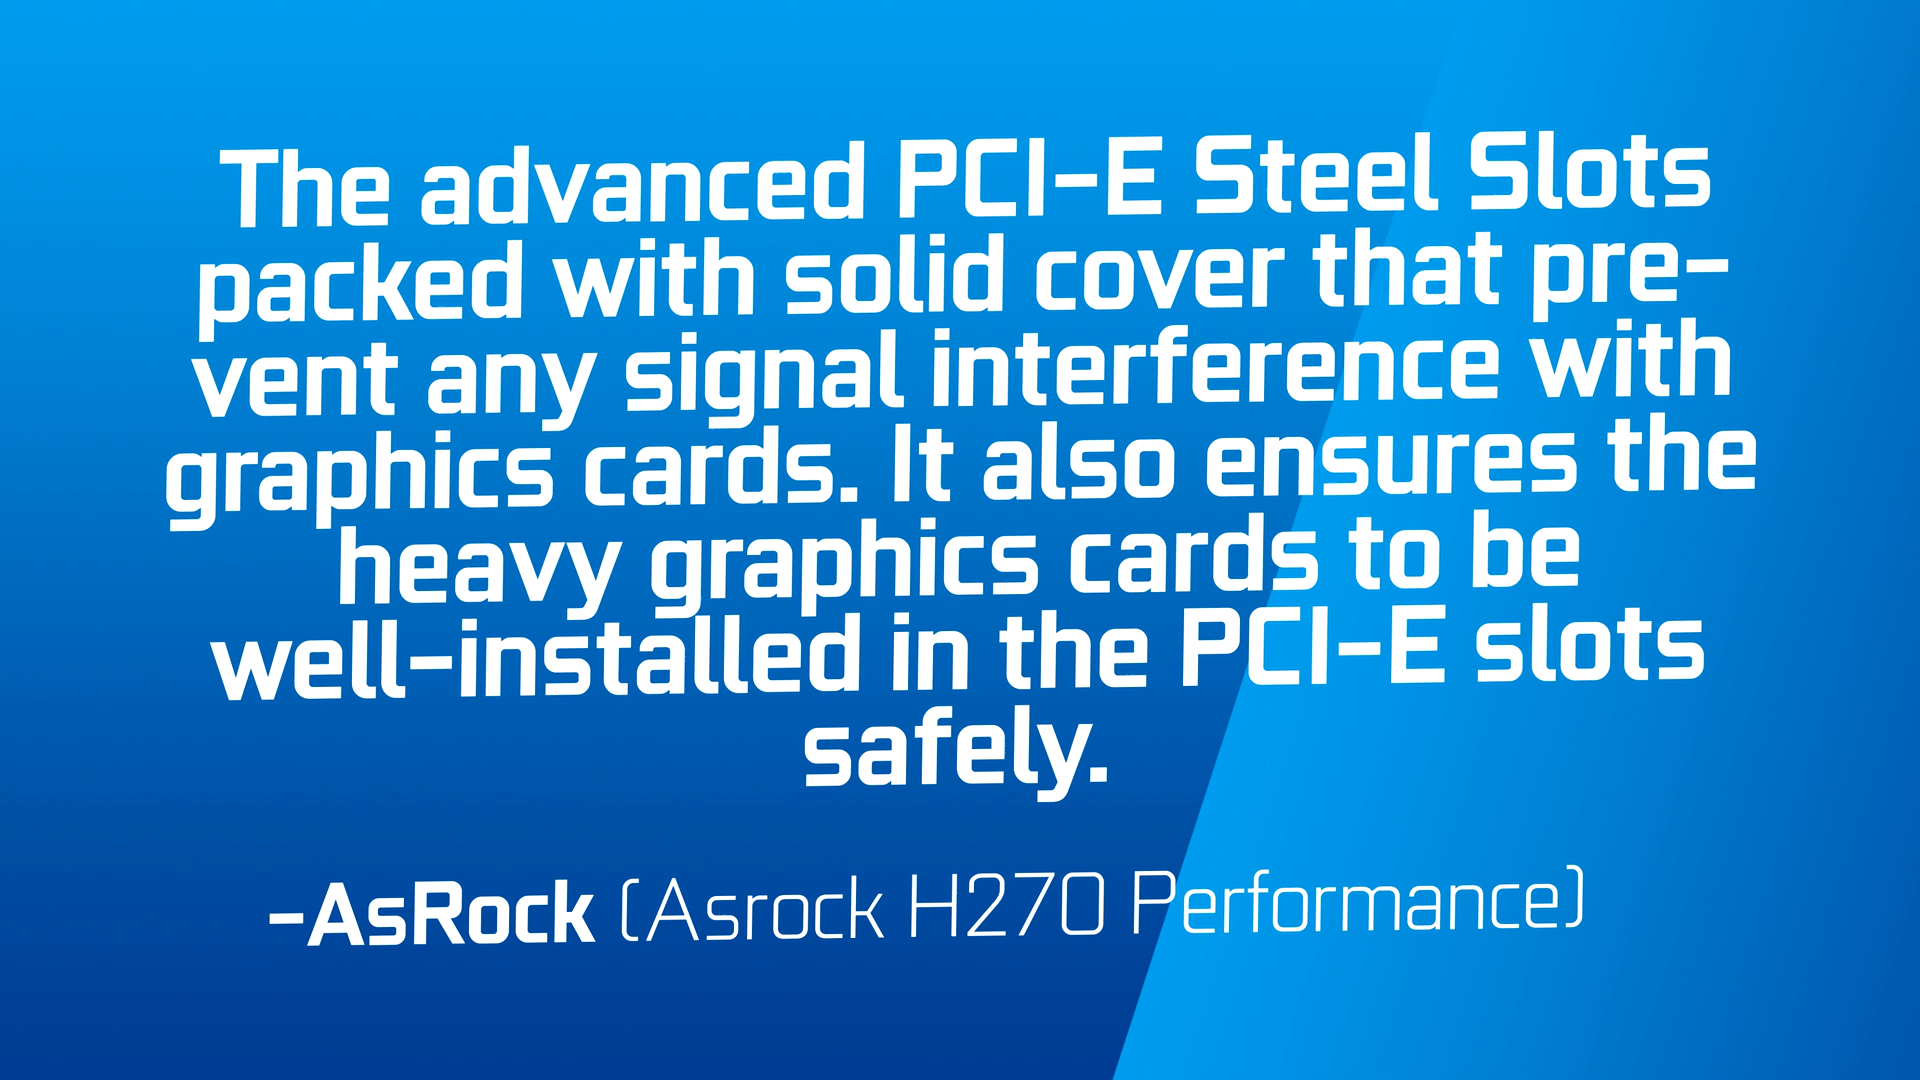 The advanced PCI-E Steel Slots
packed with solid cover that pre-
vent any signal interference with
graphics cards. It also ensures the
heavy graphics cards to be
well-installed in the PCI-E slots
safely.
-AsRock (Asrock H270 Performance)